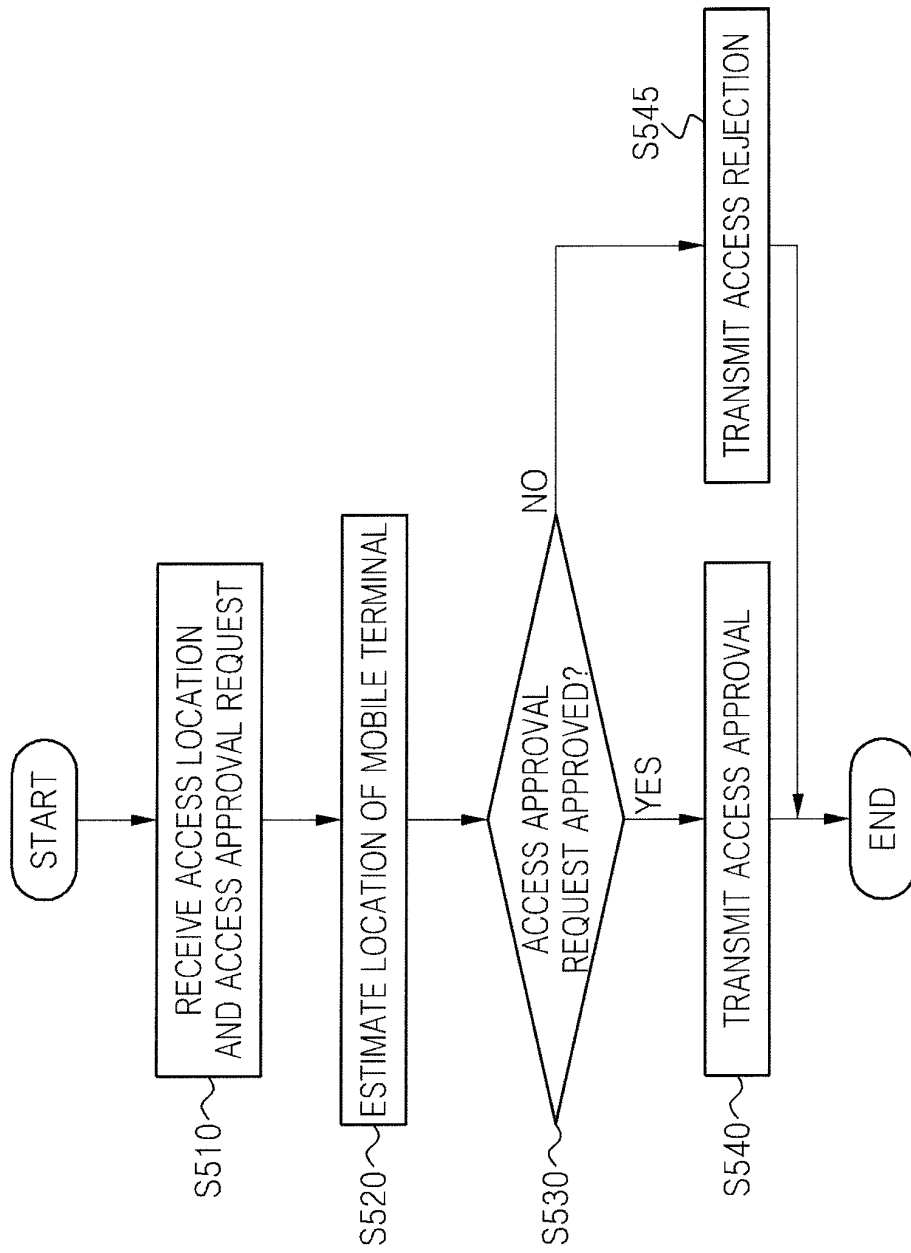 START
RECEIVE ACCESS LOCATION
AND ACCESS APPROVAL REQUEST
S510
ESTIMATE LOCATION OF MOBILE TERMINAL
S520
ACCESS APPROVAL
REQUEST APPROVED?
S530
NO
YES
TRANSMIT ACCESS APPROVAL
S540
TRANSMIT ACCESS REJECTION
S545
END